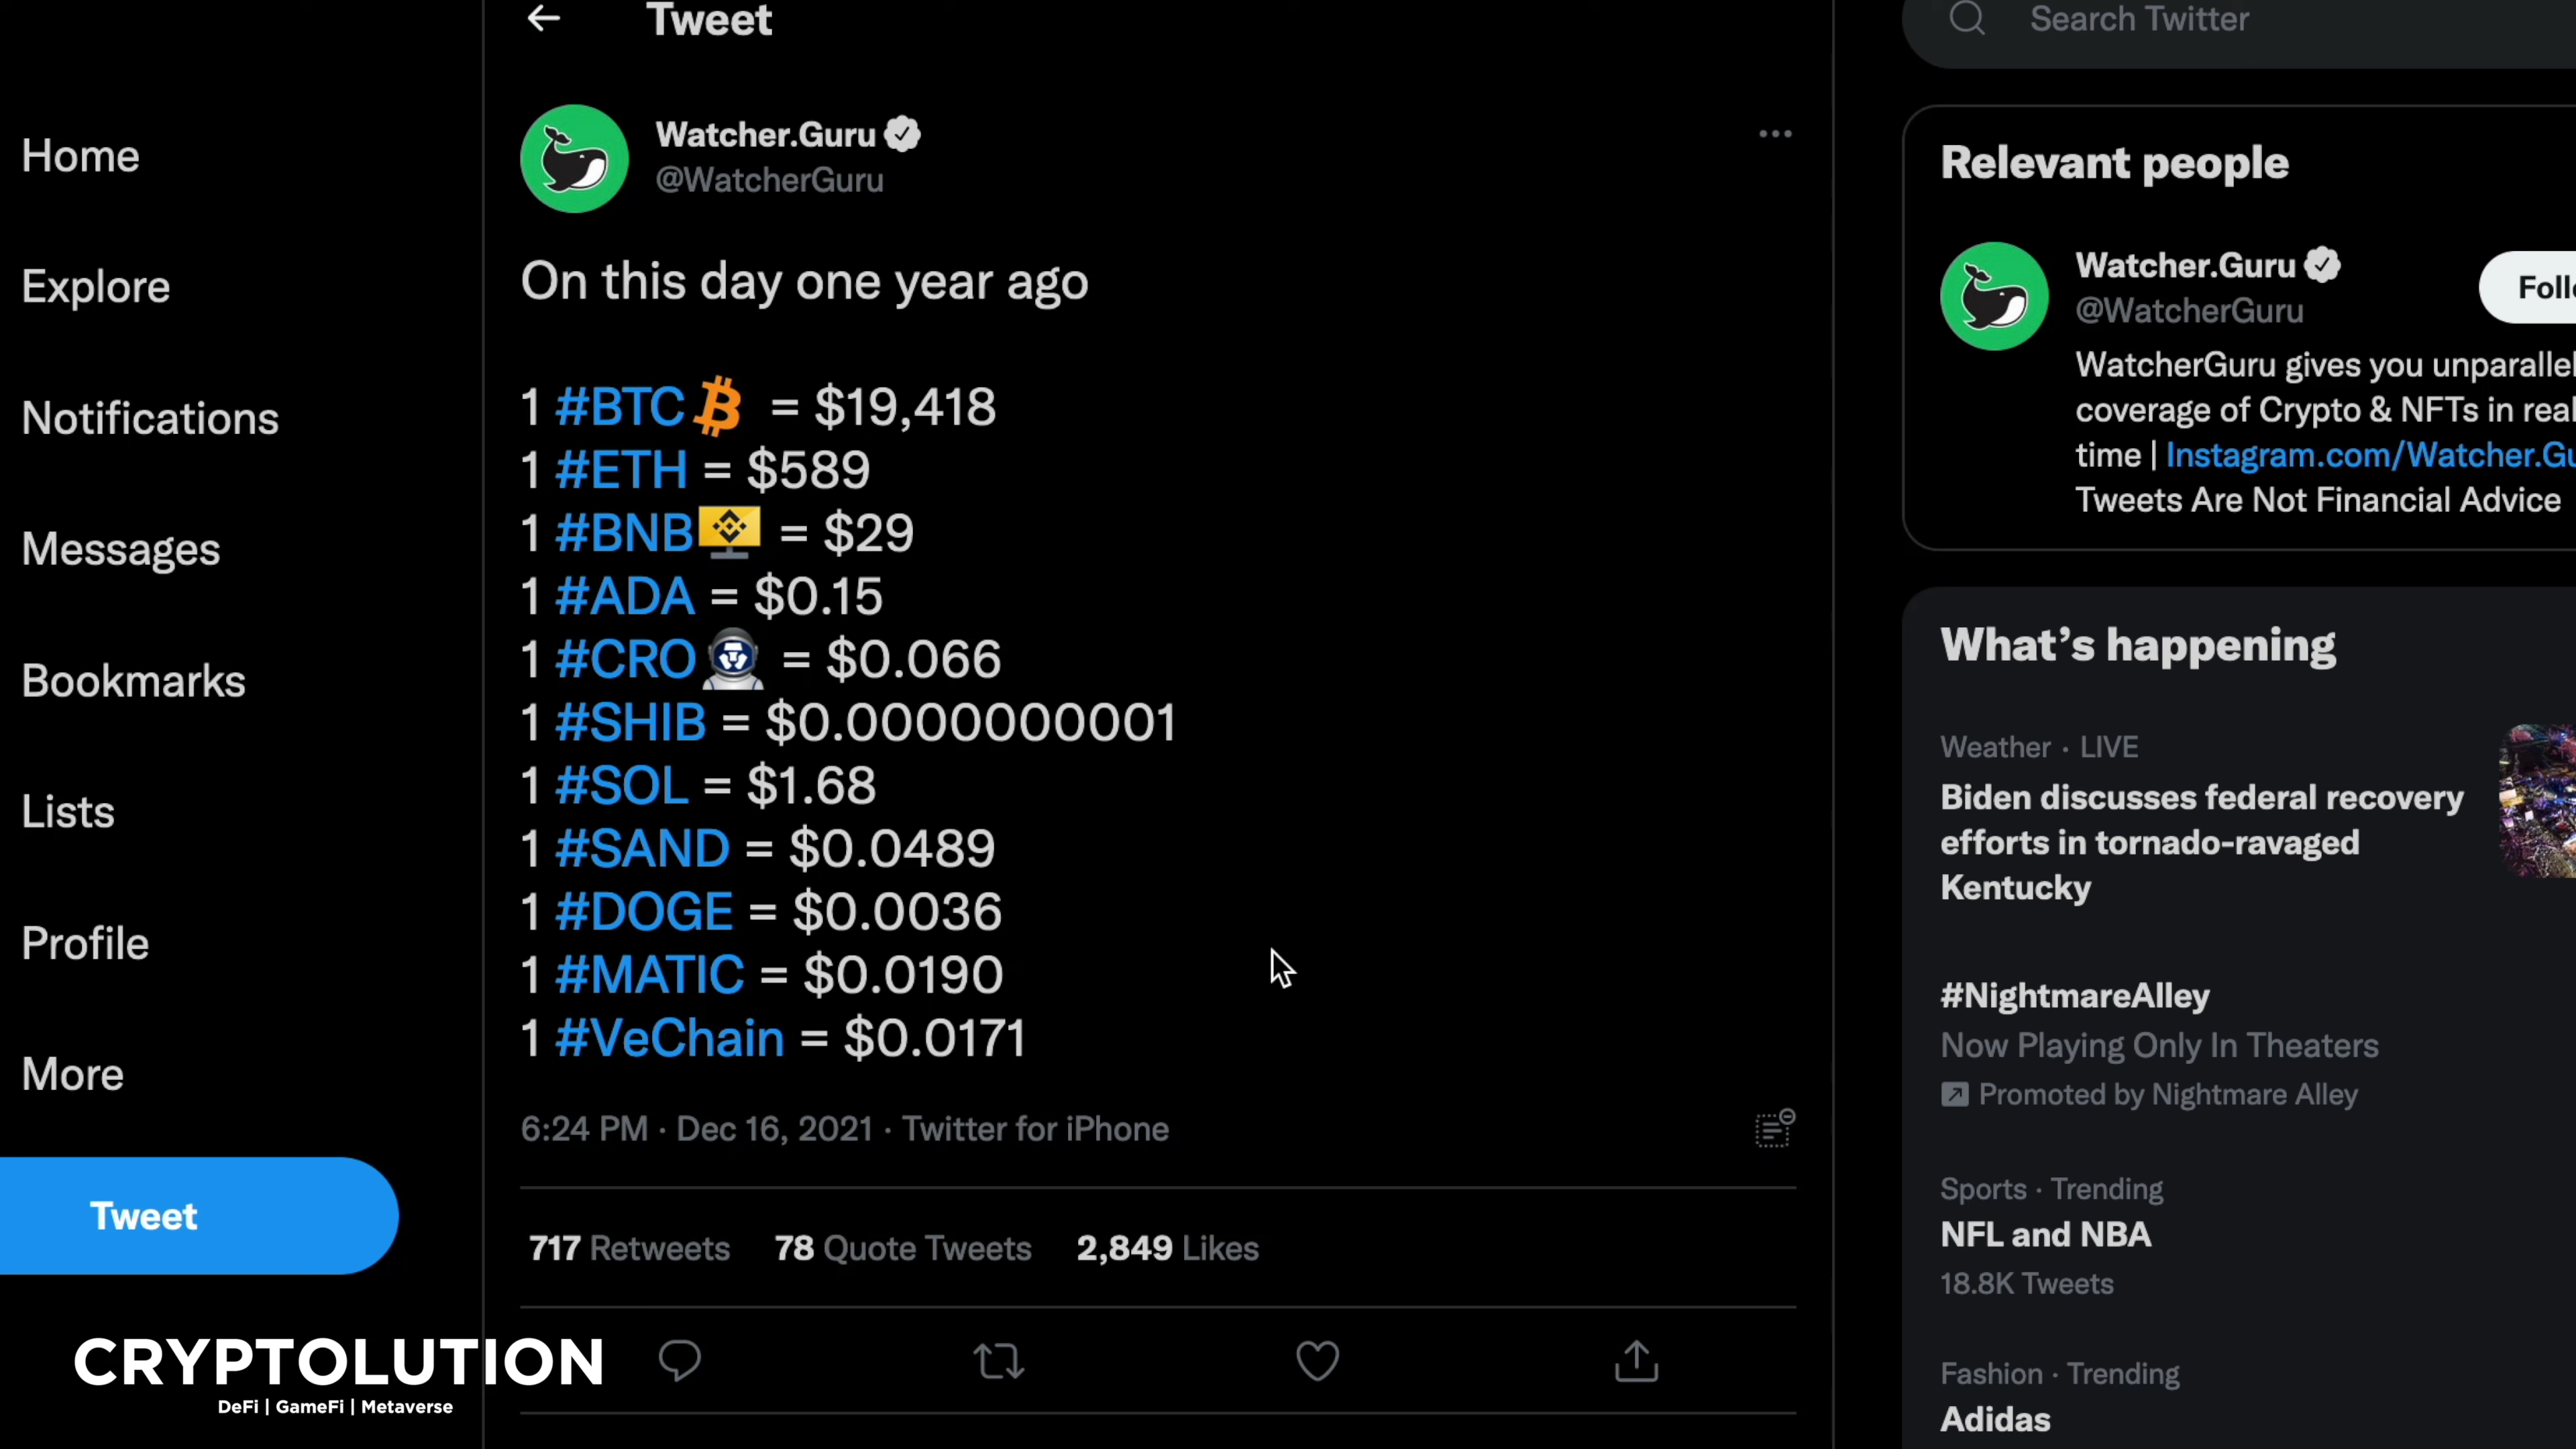 Home
Explore
Notifications
Messages
Bookmarks
Lists
Profile
More
Tweet
CRYPTOLUTION
DeFi | GameFi | Metaverse
Tweet
Watcher.Guru
@WatcherGuru
On this day one year ago
1 #BTC = $19,418
1 #ETH = $589
1 #BNB = $29
1 #ADA = $0.15
1 #CRO = $0.066
1 #SHIB = $0.0000000001
1 #SOL = $1.68
1 #SAND = $0.0489
1 #DOGE = $0.0036
1 #MATIC = $0.0190
1 #VeChain = $0.0171
6:24 PM · Dec 16, 2021 · Twitter for iPhone
717 Retweets 78 Quote Tweets 2,849 Likes
Search Twitter
Relevant people
Watcher.Guru
@WatcherGuru
WatcherGuru gives you
coverage of Crypto & NFTs in real
time | Instagram.com/Watcher.Gu
Tweets Are Not Financial Advice
What's happening
Weather · LIVE
Biden discusses federal recovery
efforts in tornado-ravaged
Kentucky
#NightmareAlley
Now Playing Only In Theaters
Promoted by Nightmare Alley
Sports · Trending
NFL and NBA
18.8K Tweets
Fashion · Trending
Adidas